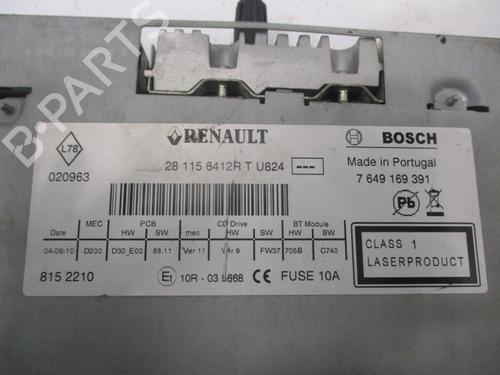 B-PARTS
RENAULT
BOSCH
L78
020963
28 115 6412R T U824 ---
Made in Portugal
7 649 169 391
Pb
Date MEC PCB CD Drive BT Module
HW SW. mec HW SW HW SW
04-06-10 D200 D30_E00 88.11 Ver 11 Ver 9 FW37 705B C740
CLASS 1
LASERPRODUCT
815 2210
E1 10R - 03 5668 CE FUSE 10A